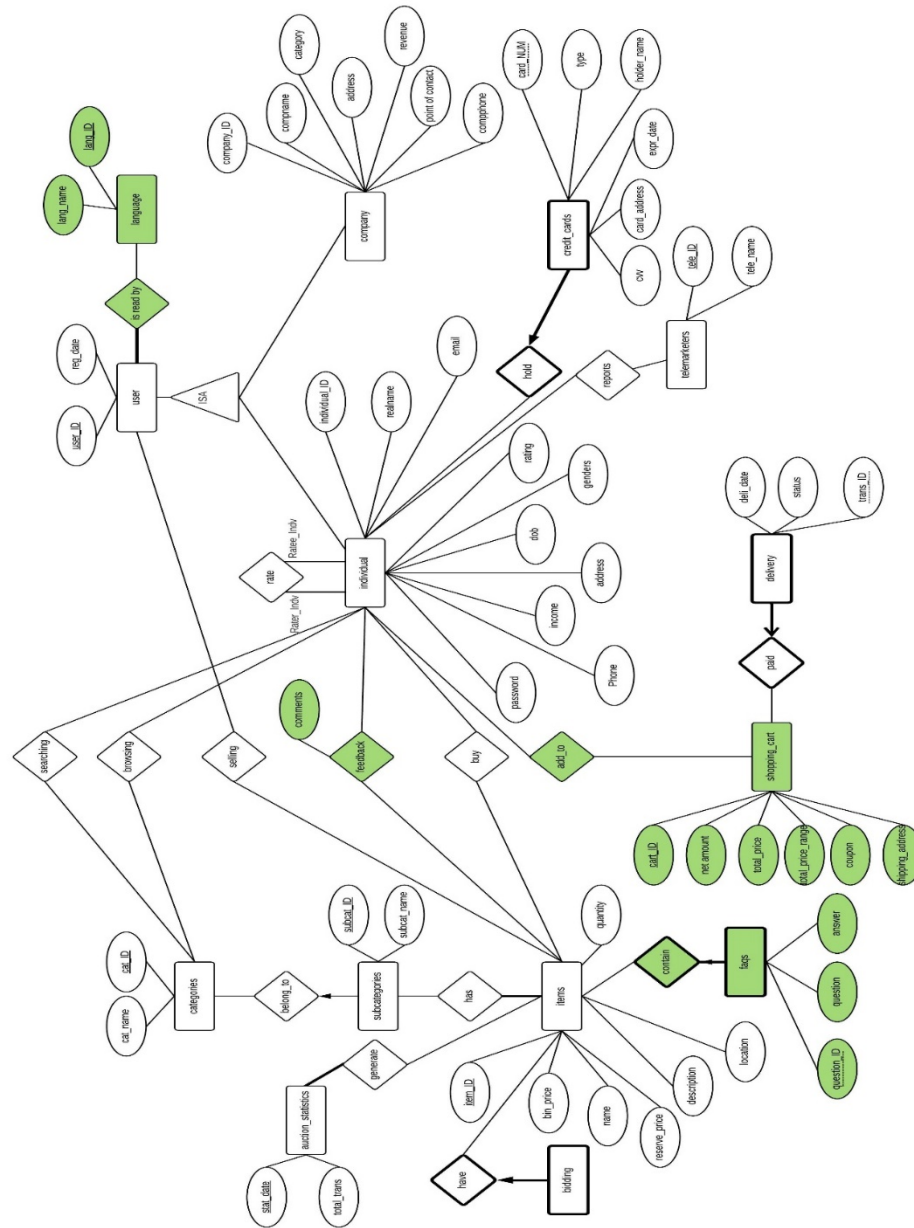 stat_date
total_trans
auction_statistics
generate
cat_name
cat_ID
categories
searching
browsing
belong_to
subcat_ID
subcat_name
subcategories
has
selling
user_ID
reg_date
user
is read by
lang_name
lang_ID
language
ISA
comments
feedback
have
bidding
item_ID
bin_price
name
reserve_price
description
location
quantity
items
buy
contain
faqs
question_ID
question
answer
rate
Rater_Indv
Ratee_Indv
individual
individual_ID
realname
email
password
Phone
income
address
dob
genders
rating
company_ID
compname
category
address
revenue
point of contact
compphone
company
add_to
cart_ID
net amount
total_price
total_price_range
coupon
shipping_address
shopping_cart
paid
delivery
deli_date
status
trans_ID
hold
reports
credit_cards
card_NUM
type
holder_name
expr_date
card_address
cvv
telemarketers
tele_ID
tele_name